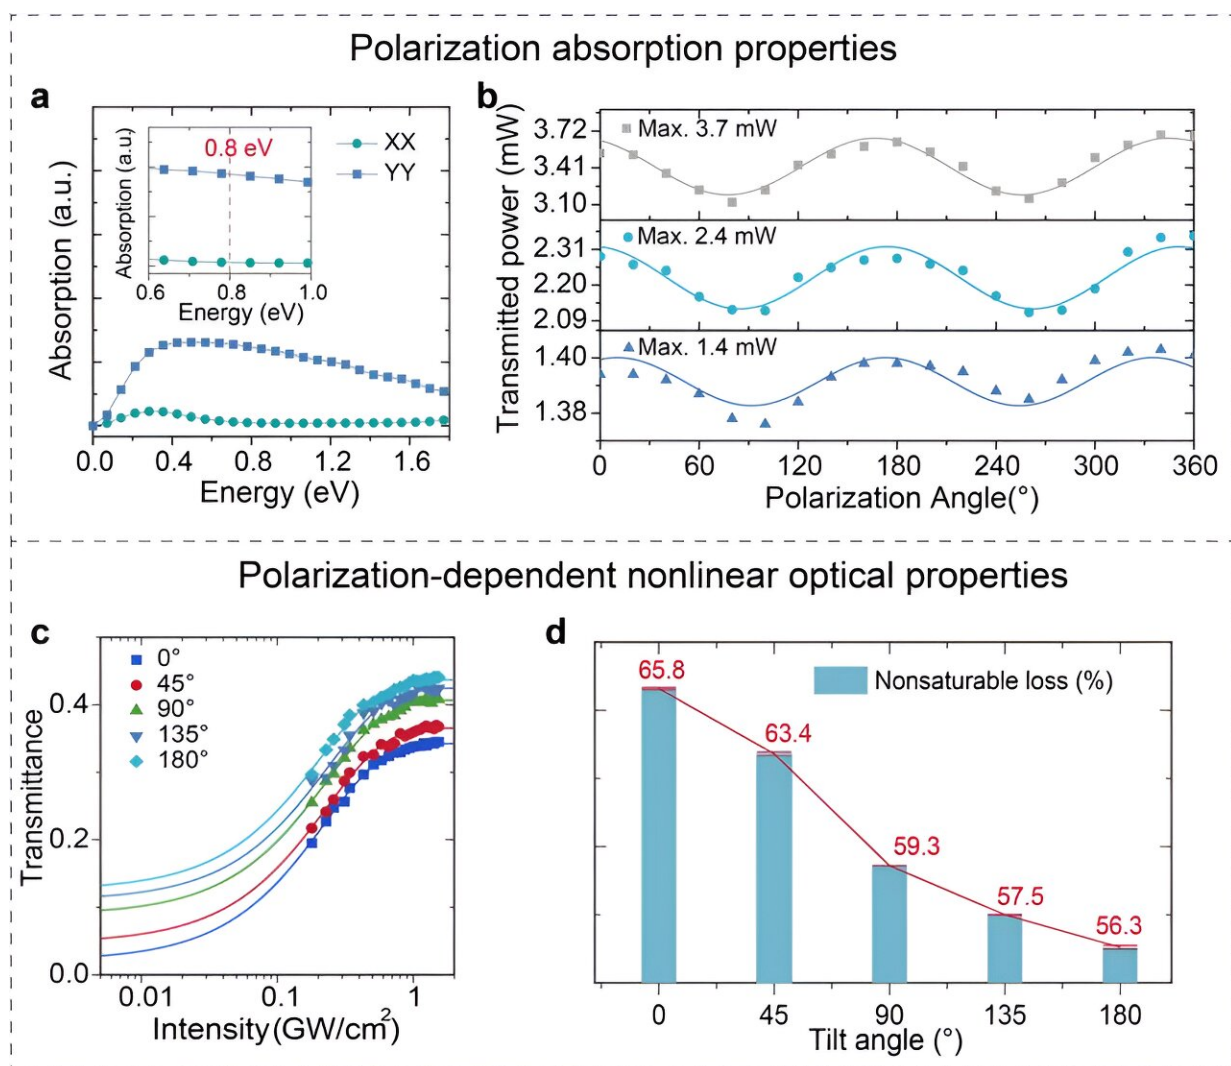 Polarization absorption properties
a
Absorption (a.u.)
Absorption (a.u.)
0.8 eV
0.6 0.8 1.0
Energy (eV)
XX
YY
0.0 0.4 0.8 1.2 1.6
Energy (eV)
b
Transmitted power (mW)
3.72
3.41
3.10
Max. 3.7 mW
2.31
2.20
2.09
Max. 2.4 mW
1.40
1.38
Max. 1.4 mW
0 60 120 180 240 300 360
Polarization Angle(°)
Polarization-dependent nonlinear optical properties
c
0°
45°
90°
135°
180°
Transmittance
0.4
0.2
0.0
0.01 0.1 1
Intensity(GW/cm²)
d
Nonsaturable loss (%)
65.8
63.4
59.3
57.5
56.3
0 45 90 135 180
Tilt angle (°)